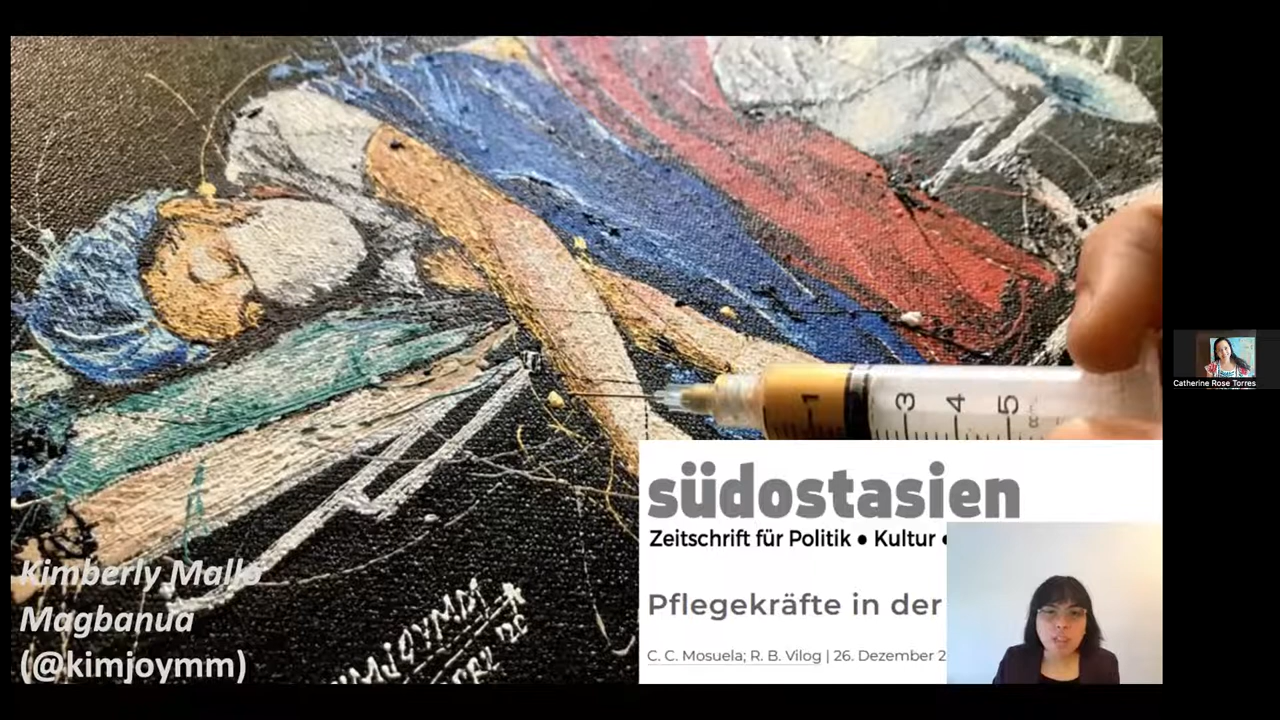 Kimberly Mallo
Magbanua
(@kimjoymm)
1
3
4
5
südostasien
Zeitschrift für Politik ● Kultur
Pflegekräfte in der
C. C. Mosuela; R. B. Vilog | 26. Dezember 2
Catherine Rose Torres